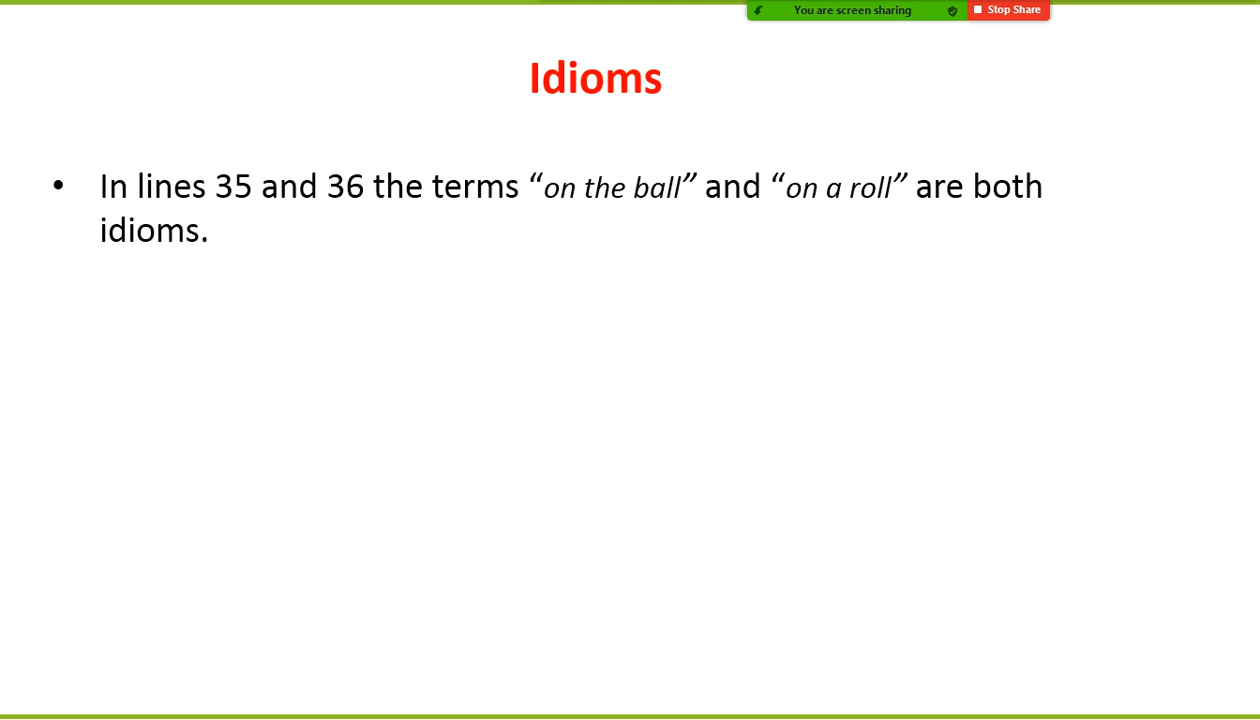 You are screen sharing
Stop Share
Idioms
• In lines 35 and 36 the terms “on the ball” and “on a roll” are both
idioms.